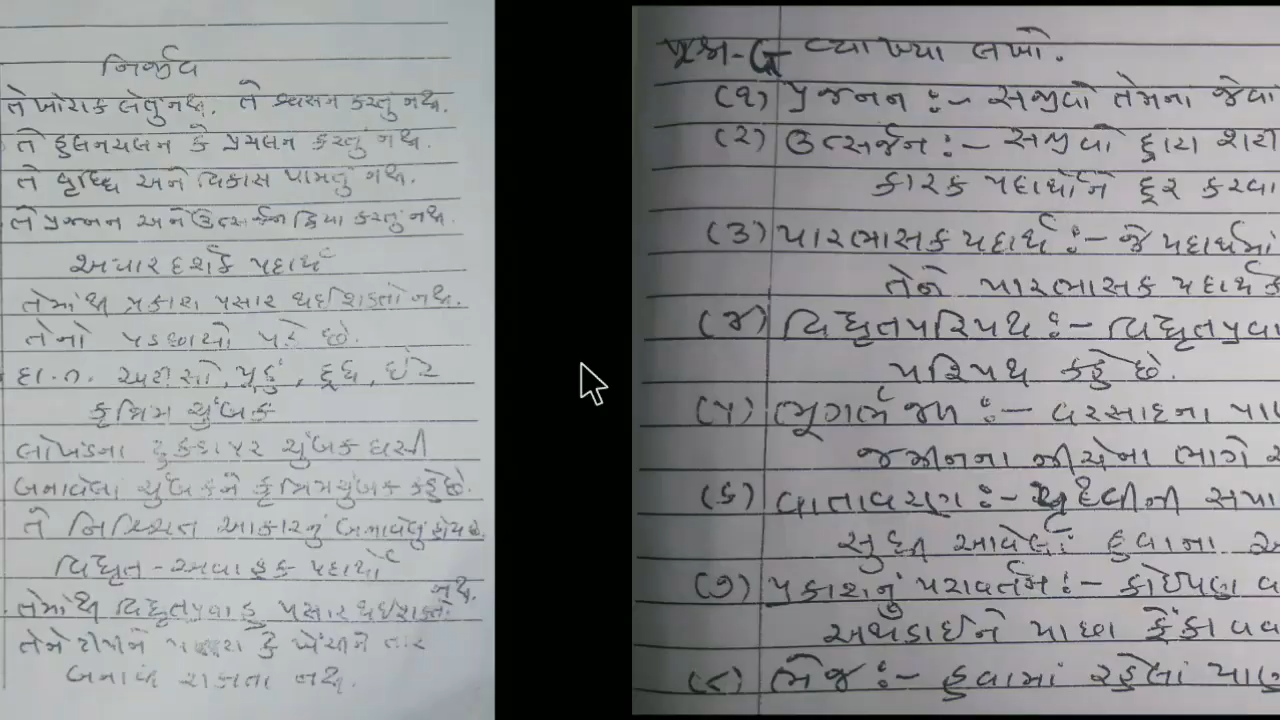 નિર્જીવ
તે ખોરાક લેતું નથી. તે શ્વસન કરતું નથી.
તે હલનચલન કે પ્રચલન કરતું નથી.
તે વૃધ્ધિ અને વિકાસ પામતું નથી.
તે પ્રજનન અને ઉત્સર્જન ક્રિયા કરતું નથી.
અપારદર્શક પદાર્થ
તેમાંથી પ્રકાશ પસાર થઈ શકતો નથી.
તેનો પડછાયો પડે છે.
દા.ત. અરીસો, પૂઠું, દૂધ, ઈંટ
કૃત્રિમ ચુંબક
લોખંડના ટુકડા પર ચુંબક ઘસી
બનાવેલા ચુંબકને કૃત્રિમ ચુંબક કહે છે.
તે નિશ્ચિત આકારનું બનાવેલું હોય છે.
વિદ્યુત-અવાહક પદાર્થો
તેમાંથી વિદ્યુતપ્રવાહ પસાર થઈ શકતો નથી.
તેને ટીપીને કે ખેંચીને તાર
બનાવી શકાતા નથી.
પ્રશ્ન-G વ્યાખ્યા લખો.
(૧) પ્રજનન :- સજીવો તેમના જેવા
(૨) ઉત્સર્જન :- સજીવો દ્વારા શરી
કારક પદાર્થોને દૂર કરવા
(૩) પારભાસક પદાર્થ :- જે પદાર્થમાં
તેને પારભાસક પદાર્થ ક
(૪) વિદ્યુતપરિપથ :- વિદ્યુતપ્રવા
પરિપથ કહે છે.
(૫) ભૂગર્ભ જળ :- વરસાદના પા
જમીનના નીચેના ભાગે
(૬) વાતાવરણ :- પૃથ્વીની સપા
સુધી આવેલાં હવાના
(૭) પ્રકાશનું પરાવર્તન :- કોઈપણ વ
અથડાઈને પાછા ફેંકાવવ
(૮) ભેજ :- હવામાં રહેલાં પાણ